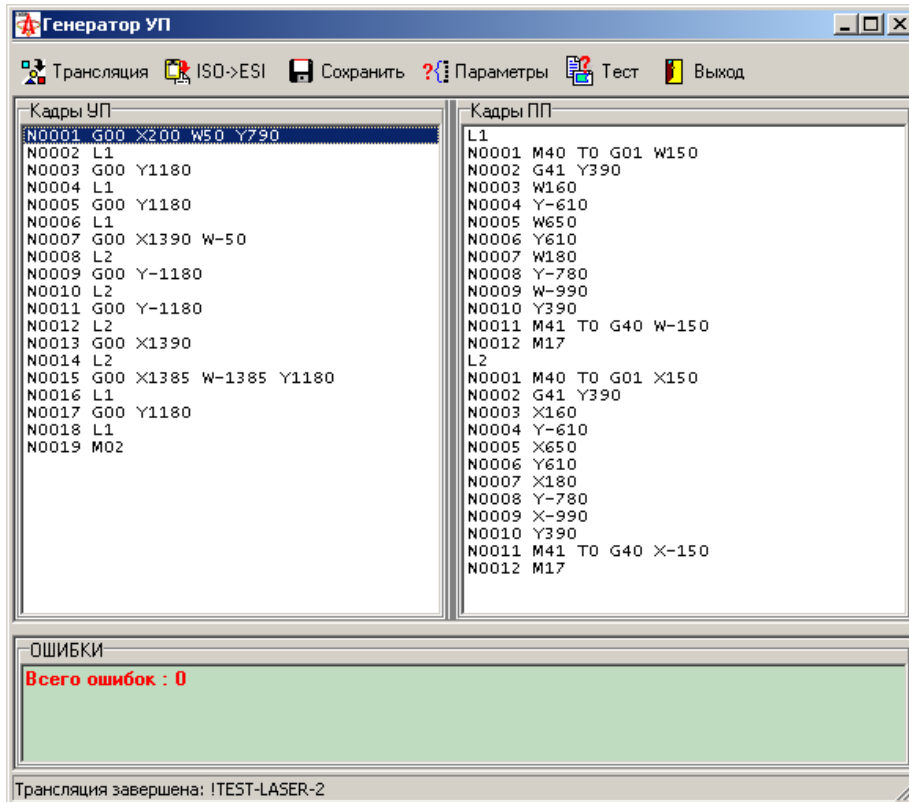 Генератор УП
Трансляция ISO->ESI Сохранить ?{ Параметры Тест Выход
Кадры УП
N0001 G00 X200 W50 Y790
N0002 L1
N0003 G00 Y1180
N0004 L1
N0005 G00 Y1180
N0006 L1
N0007 G00 X1390 W-50
N0008 L2
N0009 G00 Y-1180
N0010 L2
N0011 G00 Y-1180
N0012 L2
N0013 G00 X1390
N0014 L2
N0015 G00 X1385 W-1385 Y1180
N0016 L1
N0017 G00 Y1180
N0018 L1
N0019 M02
Кадры ПП
L1
N0001 M40 T0 G01 W150
N0002 G41 Y390
N0003 W160
N0004 Y-610
N0005 W650
N0006 Y610
N0007 W180
N0008 Y-780
N0009 W-990
N0010 Y390
N0011 M41 T0 G40 W-150
N0012 M17
L2
N0001 M40 T0 G01 X150
N0002 G41 Y390
N0003 X160
N0004 Y-610
N0005 X650
N0006 Y610
N0007 X180
N0008 Y-780
N0009 X-990
N0010 Y390
N0011 M41 T0 G40 X-150
N0012 M17
ОШИБКИ
Всего ошибок : 0
Трансляция завершена: !TEST-LASER-2